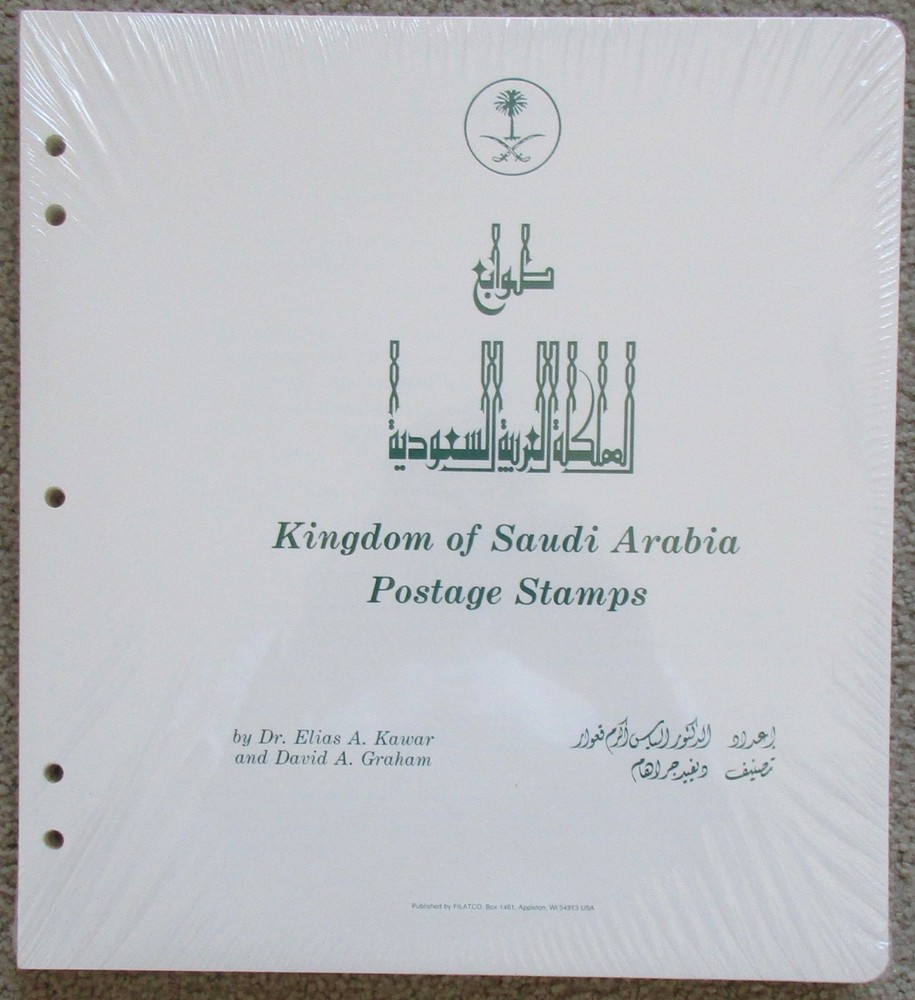 طوابع
المملكة العربية السعودية
Kingdom of Saudi Arabia
Postage Stamps
by Dr. Elias A. Kawar
and David A. Graham
إعداد الدكتور الياس أكرم قعوار
تصنيف ديفيد جراهام
Published by FILATCO, Box 1481, Appleton, WI 54913 USA